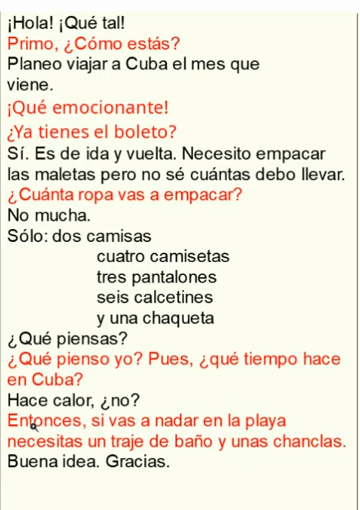 ¡Hola! ¡Qué tal!
Primo, ¿Cómo estás?
Planeo viajar a Cuba el mes que
viene.
¡Qué emocionante!
¿Ya tienes el boleto?
Sí. Es de ida y vuelta. Necesito empacar
las maletas pero no sé cuántas debo llevar.
¿Cuánta ropa vas a empacar?
No mucha.
Sólo: dos camisas
cuatro camisetas
tres pantalones
seis calcetines
y una chaqueta
¿Qué piensas?
¿Qué pienso yo? Pues, ¿qué tiempo hace
en Cuba?
Hace calor, ¿no?
Entonces, si vas a nadar en la playa
necesitas un traje de baño y unas chanclas.
Buena idea. Gracias.